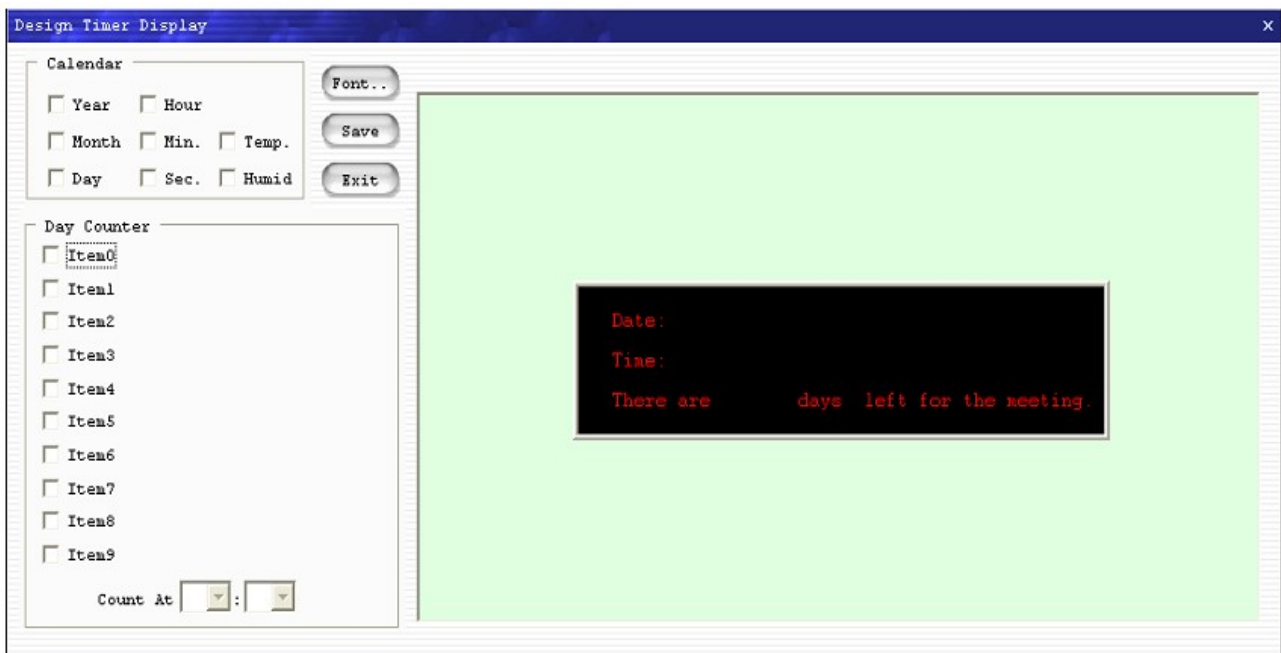 Design Timer Display
x
Calendar
Year
Hour
Month
Min.
Temp.
Day
Sec.
Humid
Font..
Save
Exit
Day Counter
Item0
Item1
Item2
Item3
Item4
Item5
Item6
Item7
Item8
Item9
Count At :
Date:
Time:
There are days left for the meeting.